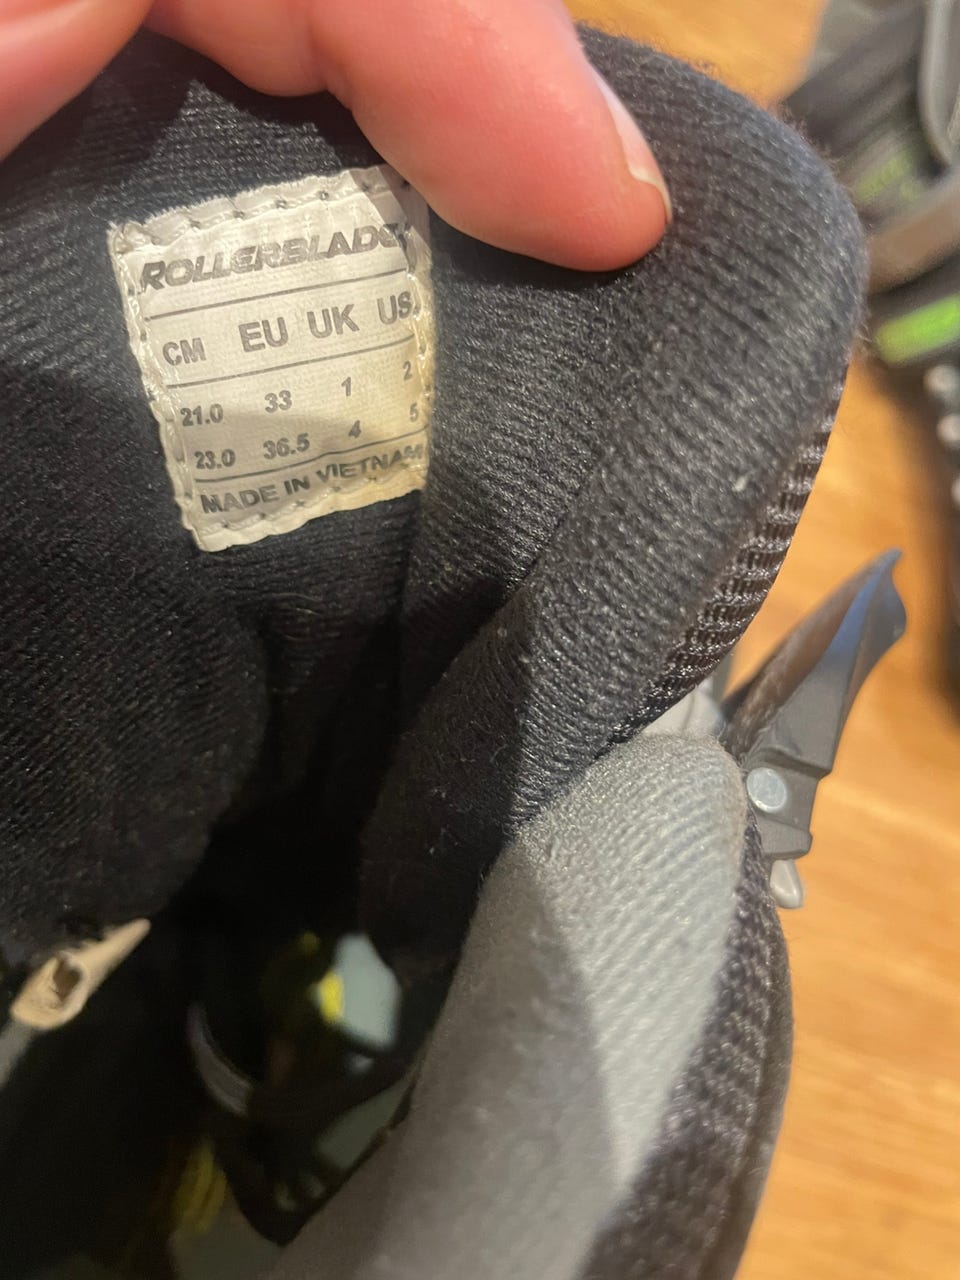 ROLLERBLADE
CM EU UK US
21.0 33 1 2
23.0 36.5 4 5
MADE IN VIETNAM